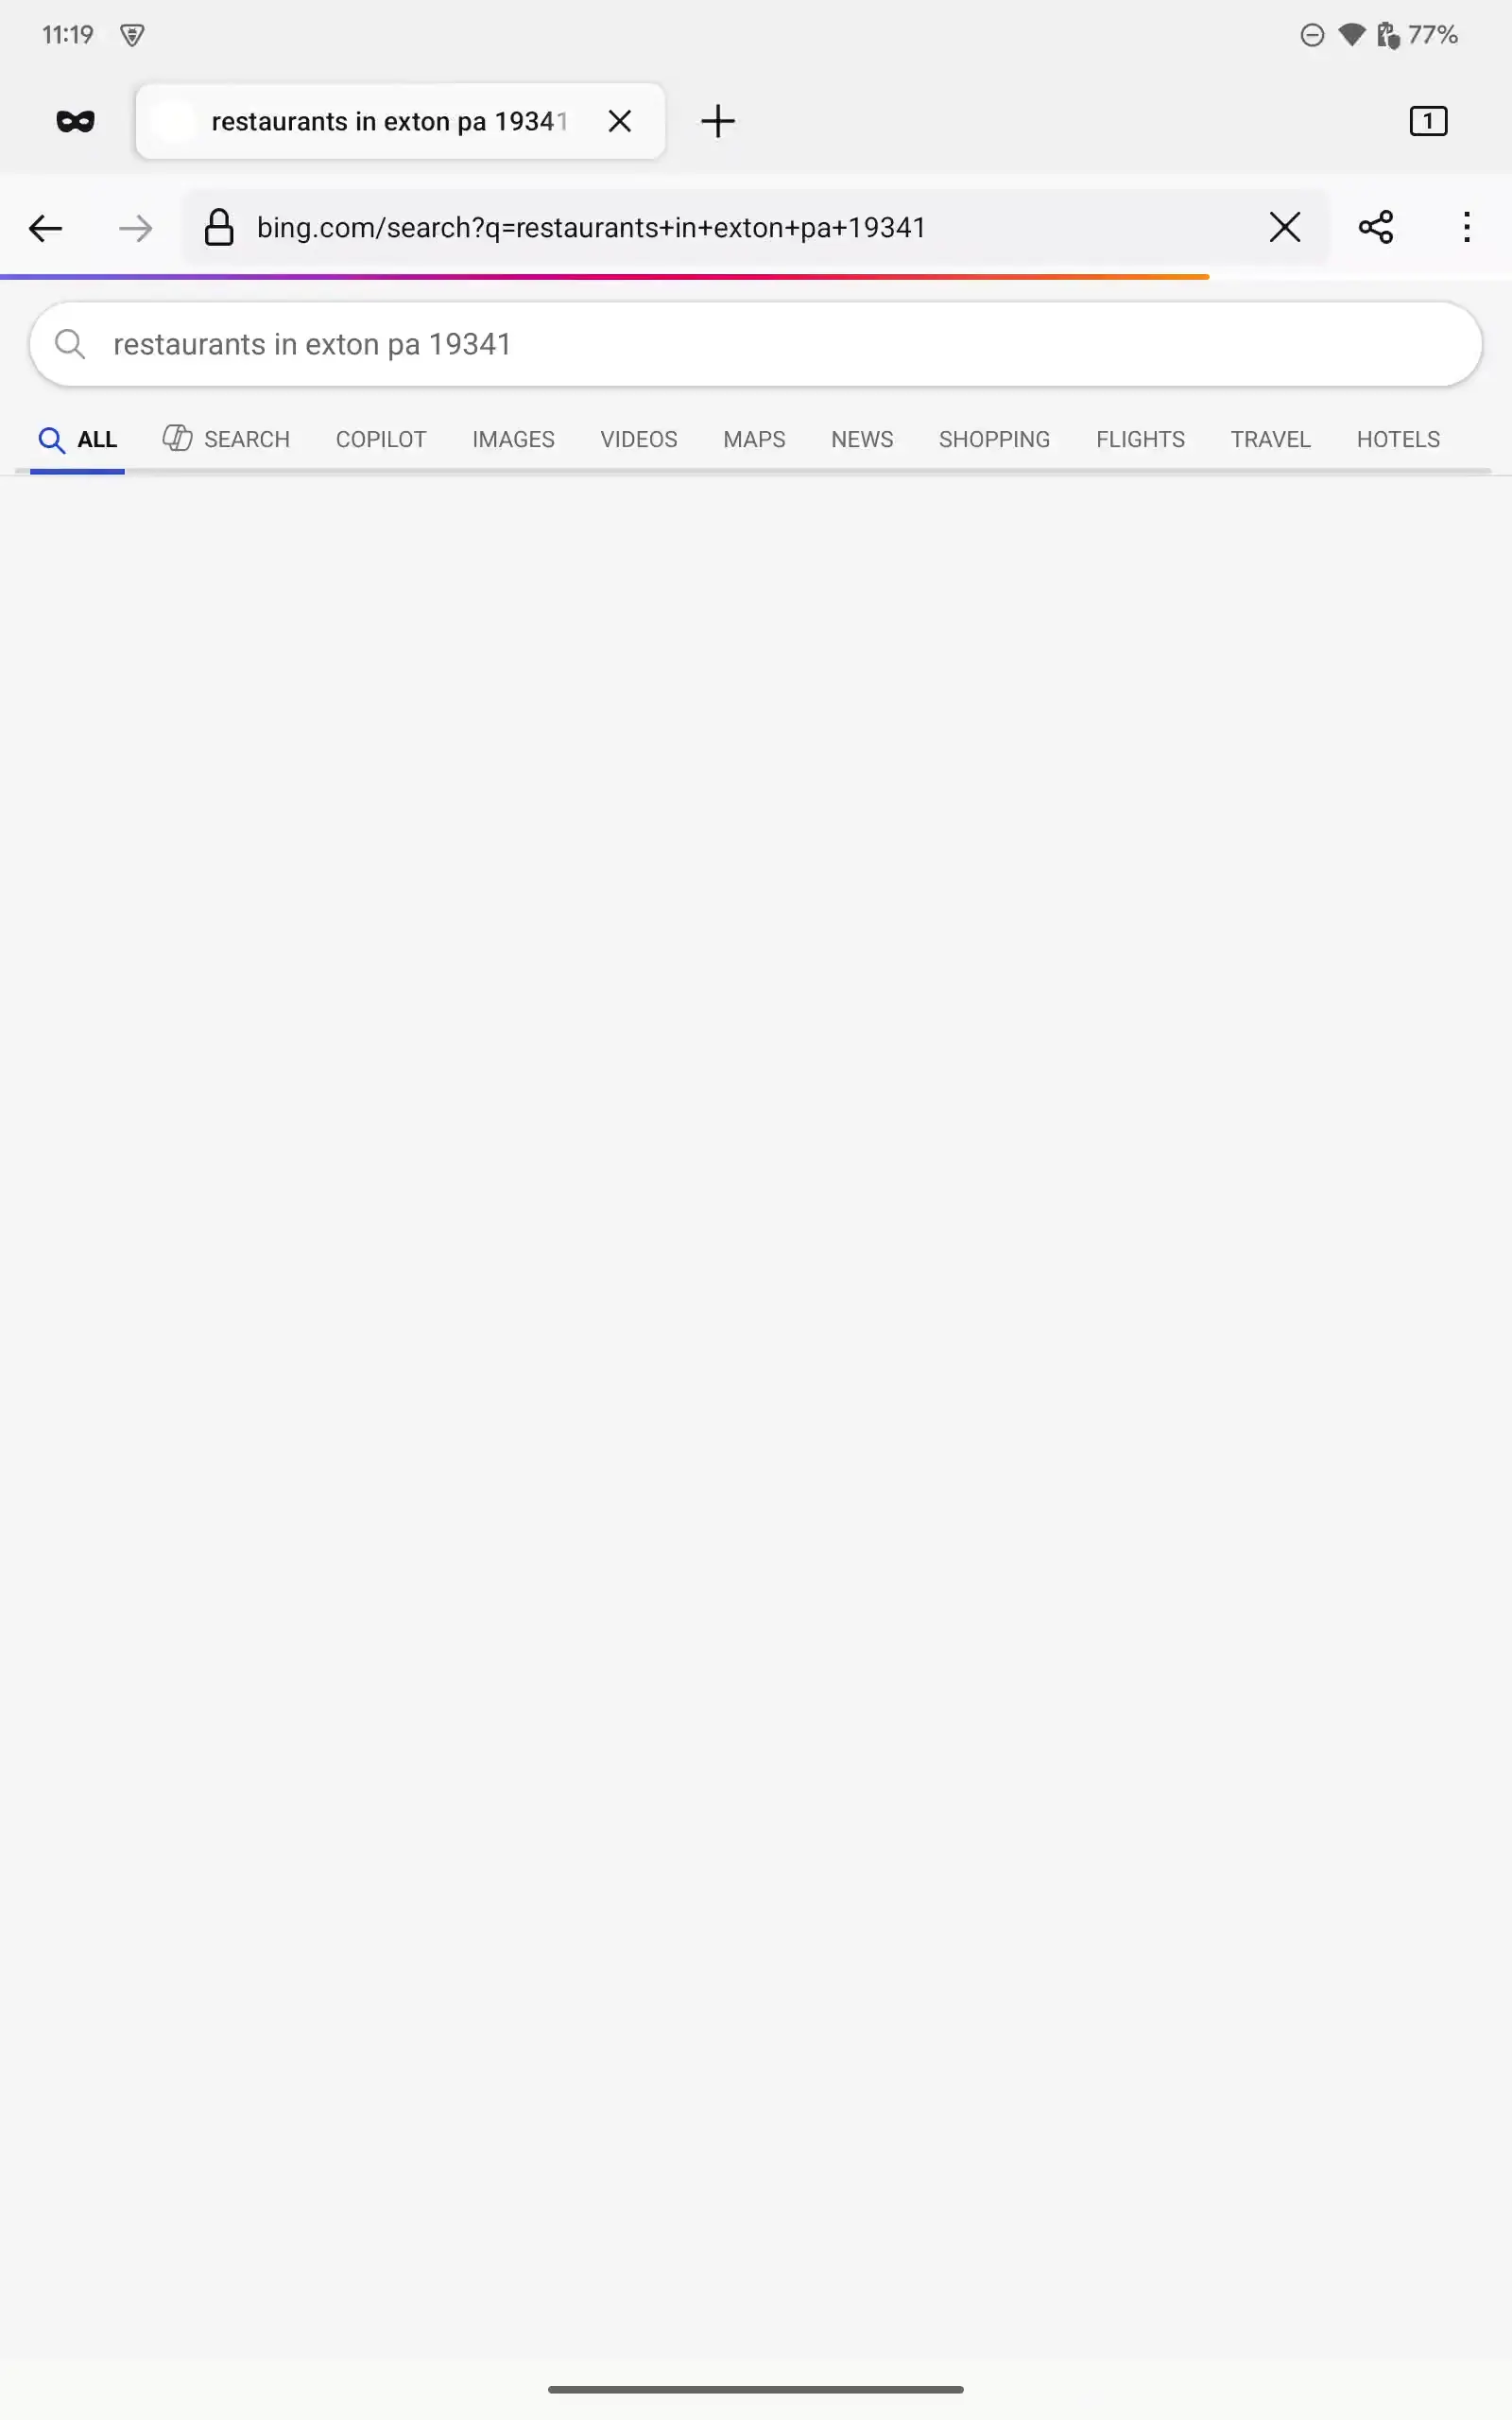 11:19
77%
restaurants in exton pa 19341
1
bing.com/search?q=restaurants+in+exton+pa+19341
restaurants in exton pa 19341
ALL SEARCH COPILOT IMAGES VIDEOS MAPS NEWS SHOPPING FLIGHTS TRAVEL HOTELS